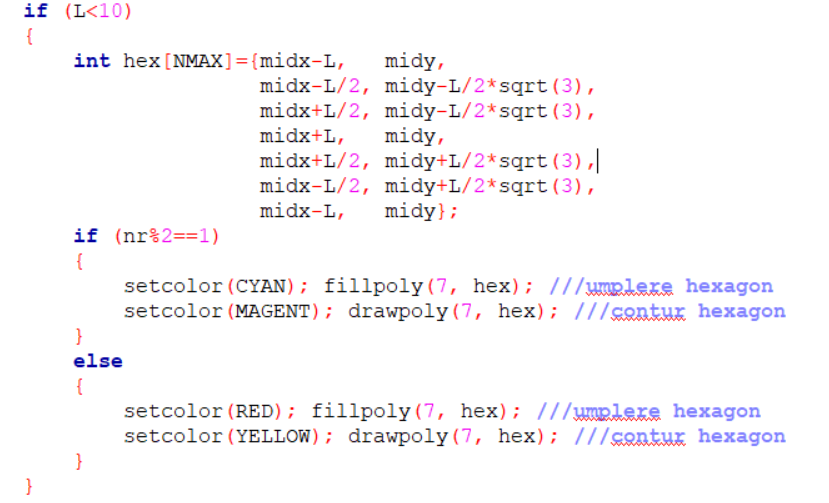 if (L<10)
{
    int hex[NMAX]={midx-L,   midy,
                   midx-L/2, midy-L/2*sqrt(3),
                   midx+L/2, midy-L/2*sqrt(3),
                   midx+L,   midy,
                   midx+L/2, midy+L/2*sqrt(3),
                   midx-L/2, midy+L/2*sqrt(3),
                   midx-L,   midy};
    if (nr%2==1)
    {
        setcolor(CYAN); fillpoly(7, hex); ///umplere hexagon
        setcolor(MAGENT); drawpoly(7, hex); ///contur hexagon
    }
    else
    {
        setcolor(RED); fillpoly(7, hex); ///umplere hexagon
        setcolor(YELLOW); drawpoly(7, hex); ///contur hexagon
    }
}